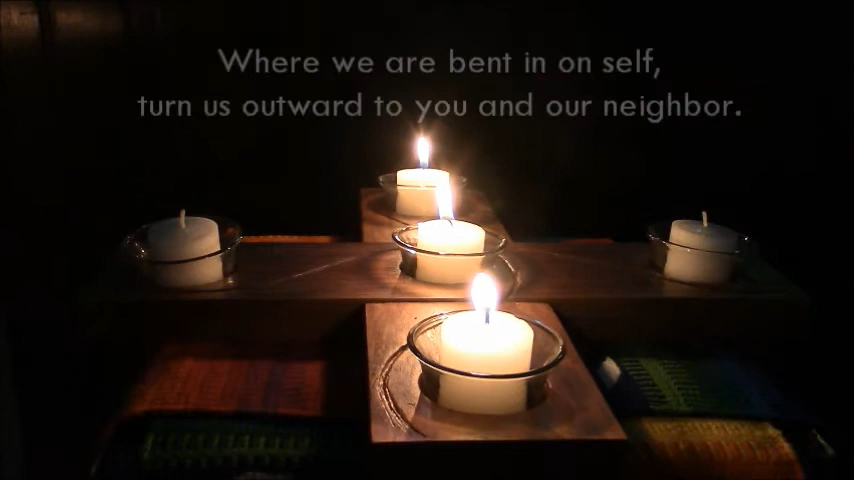 Where we are bent in on self,
turn us outward to you and our neighbor.